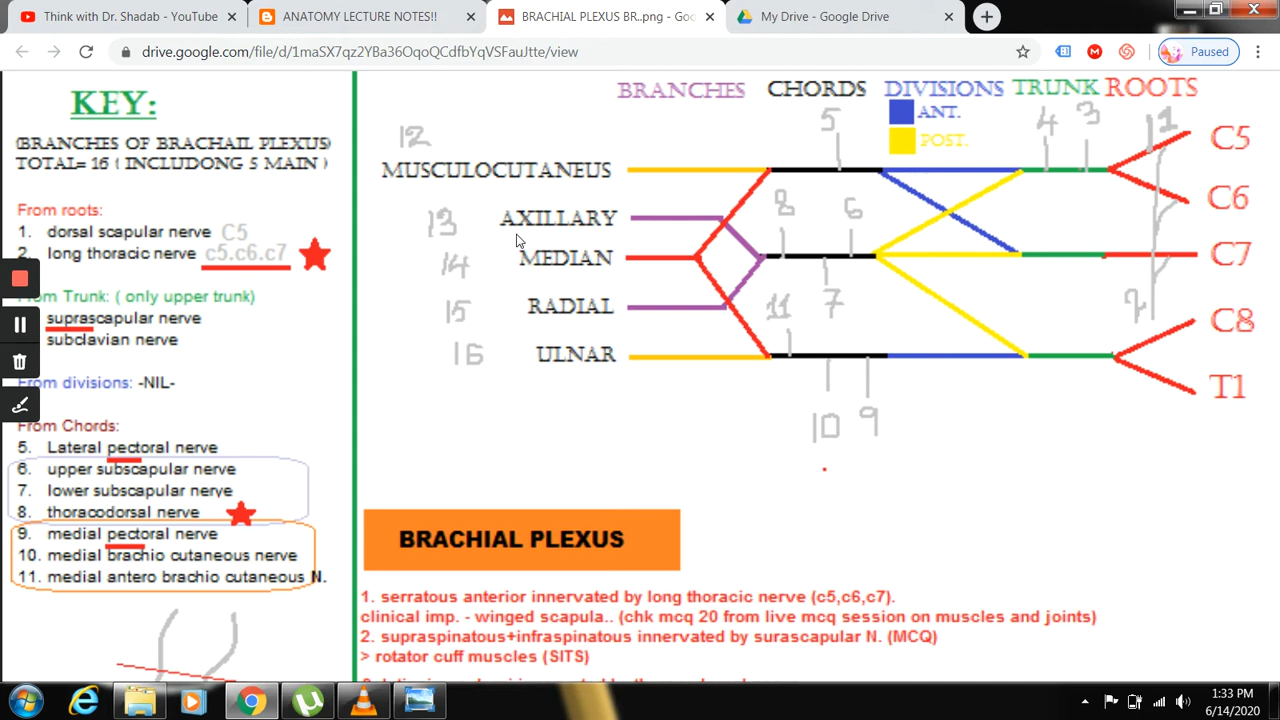 Think with Dr. Shadab - YouTube
ANATOMY LECTURE NOTES!!
BRACHIAL PLEXUS BR..png - Goo
My Drive - Google Drive
drive.google.com/file/d/1maSX7qz2YBa36OqoQCdfbYqVSFauJtte/view
Paused
KEY:
(BRANCHES OF BRACHAIL PLEXUS)
TOTAL= 16 ( INCLUDONG 5 MAIN )
From roots:
1. dorsal scapular nerve C5
2. long thoracic nerve c5.c6.c7
From Trunk: ( only upper trunk)
suprascapular nerve
subclavian nerve
From divisions: -NIL-
From Chords:
5. Lateral pectoral nerve
6. upper subscapular nerve
7. lower subscapular nerve
8. thoracodorsal nerve
9. medial pectoral nerve
10. medial brachio cutaneous nerve
11. medial antero brachio cutaneous N.
BRANCHES CHORDS DIVISIONS TRUNK ROOTS
ANT.
POST.
5 4 3 1
12
MUSCULOCUTANEUS
C5
C6
8 6
13 AXILLARY
14 MEDIAN
C7
11 7 2
15 RADIAL
C8
16 ULNAR
T1
10 9
BRACHIAL PLEXUS
1. serratous anterior innervated by long thoracic nerve (c5,c6,c7).
clinical imp. - winged scapula.. (chk mcq 20 from live mcq session on muscles and joints)
2. supraspinatous+infraspinatous innervated by surascapular N. (MCQ)
> rotator cuff muscles (SITS)
1:33 PM
6/14/2020